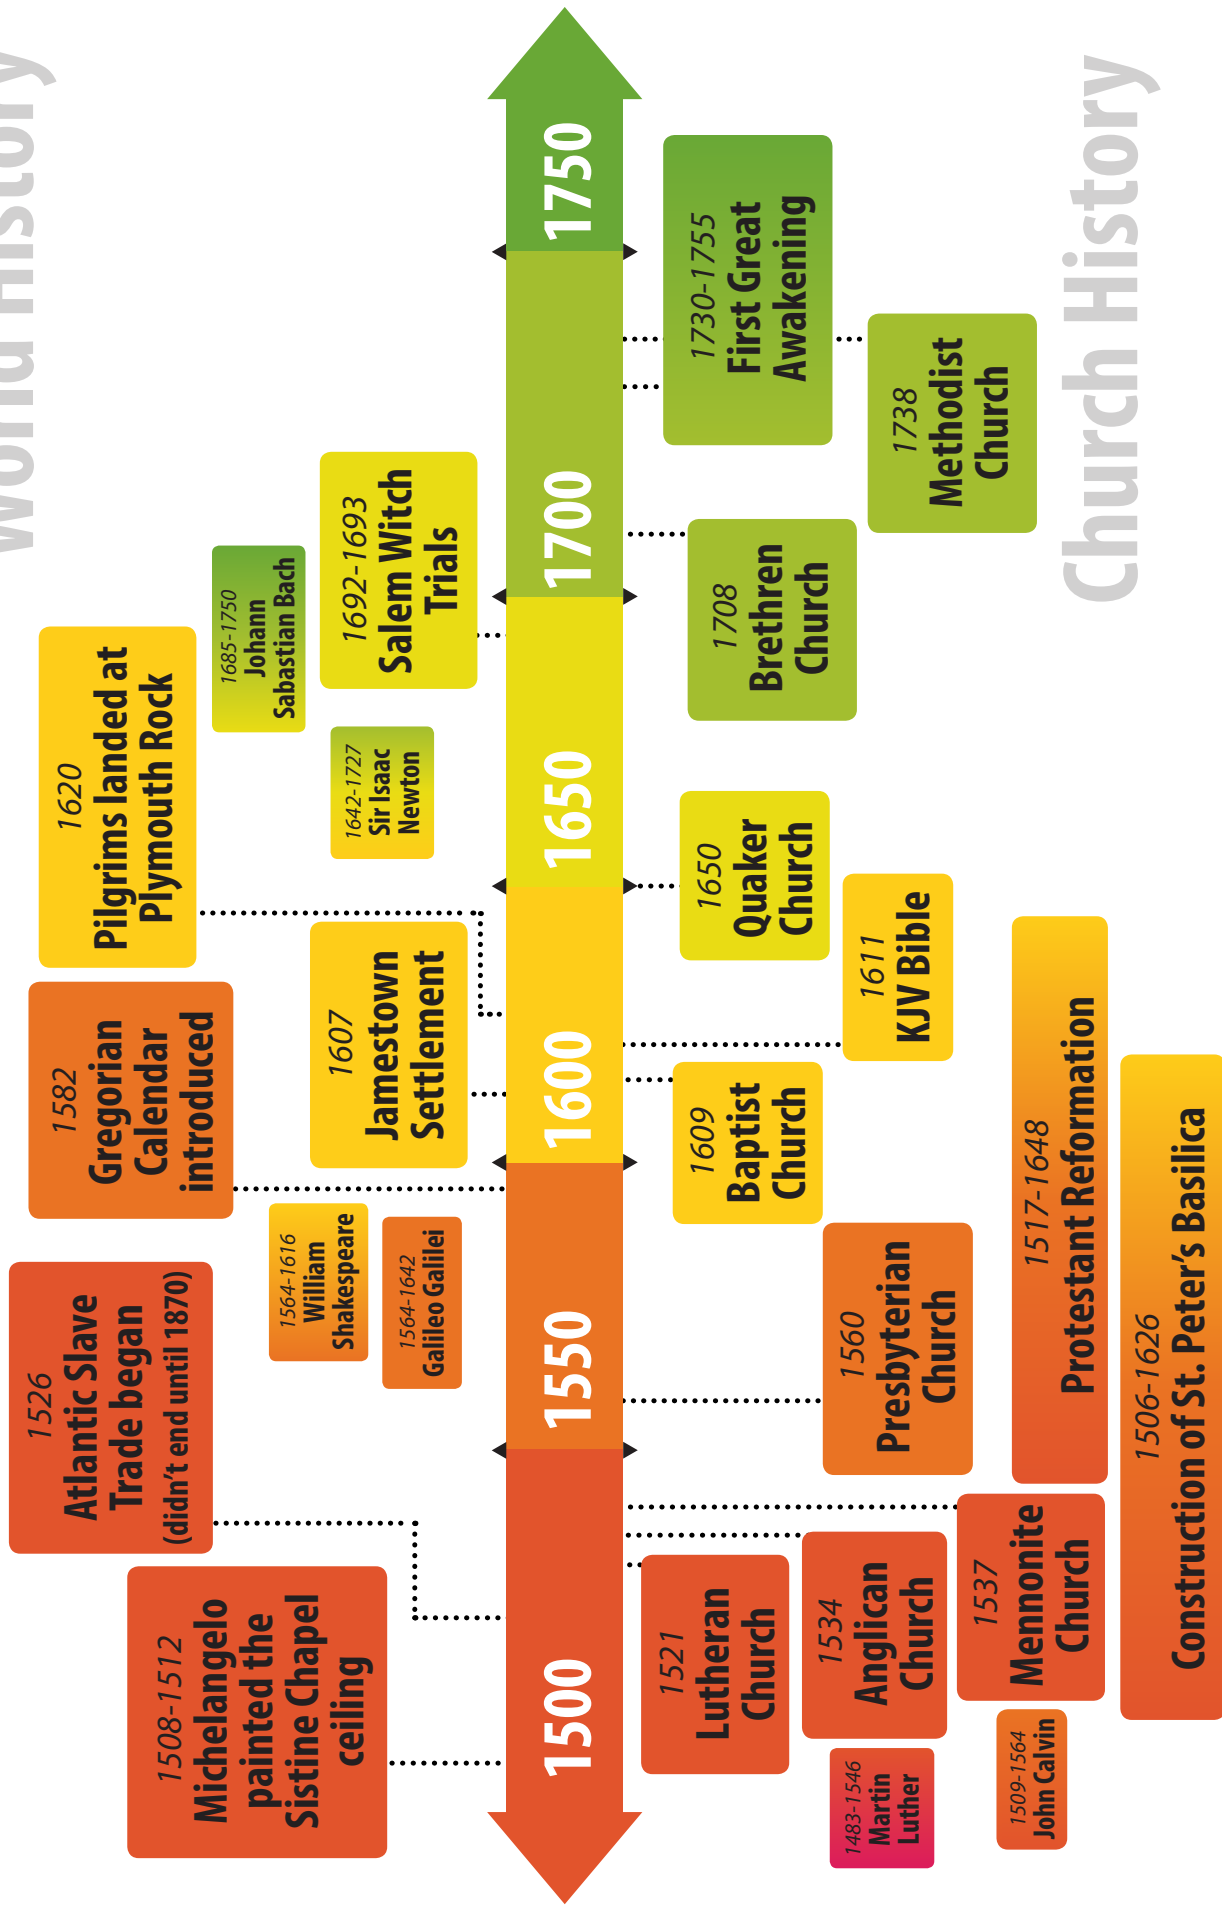 World History
1526
Atlantic Slave
Trade began
(didn't end until 1870)
1582
Gregorian
Calendar
introduced
1620
Pilgrims landed at
Plymouth Rock
1508-1512
Michelangelo
painted the
Sistine Chapel
ceiling
1564-1616
William
Shakespeare
1564-1642
Galileo Galilei
1607
Jamestown
Settlement
1642-1727
Sir Isaac
Newton
1685-1750
Johann
Sabastian Bach
1692-1693
Salem Witch
Trials
1500
1550
1600
1650
1700
1750
1521
Lutheran
Church
1534
Anglican
Church
1537
Mennonite
Church
1483-1546
Martin
Luther
1509-1564
John Calvin
1560
Presbyterian
Church
1609
Baptist
Church
1611
KJV Bible
1650
Quaker
Church
1708
Brethren
Church
1730-1755
First Great
Awakening
1738
Methodist
Church
1517-1648
Protestant Reformation
1506-1626
Construction of St. Peter's Basilica
Church History